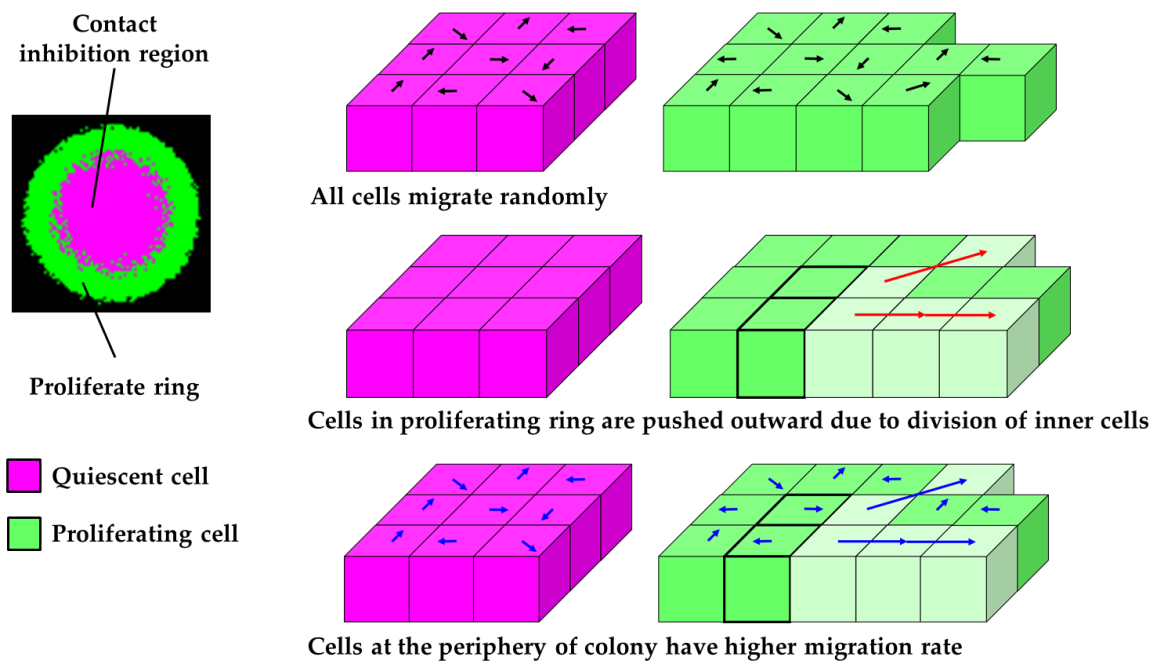 Contact
inhibition region
Proliferate ring
Quiescent cell
Proliferating cell
All cells migrate randomly
Cells in proliferating ring are pushed outward due to division of inner cells
Cells at the periphery of colony have higher migration rate